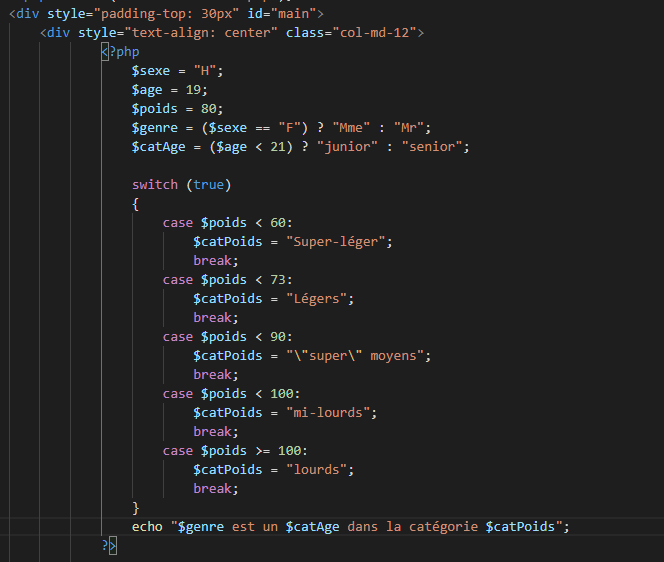 <div style="padding-top: 30px" id="main">
<div style="text-align: center" class="col-md-12">
<?php
$sexe = "H";
$age = 19;
$poids = 80;
$genre = ($sexe == "F") ? "Mme" : "Mr";
$catAge = ($age < 21) ? "junior" : "senior";
switch (true)
{
case $poids < 60:
$catPoids = "Super-léger";
break;
case $poids < 73:
$catPoids = "Légers";
break;
case $poids < 90:
$catPoids = "\"super\" moyens";
break;
case $poids < 100:
$catPoids = "mi-lourds";
break;
case $poids >= 100:
$catPoids = "lourds";
break;
}
echo "$genre est un $catAge dans la catégorie $catPoids";
?>